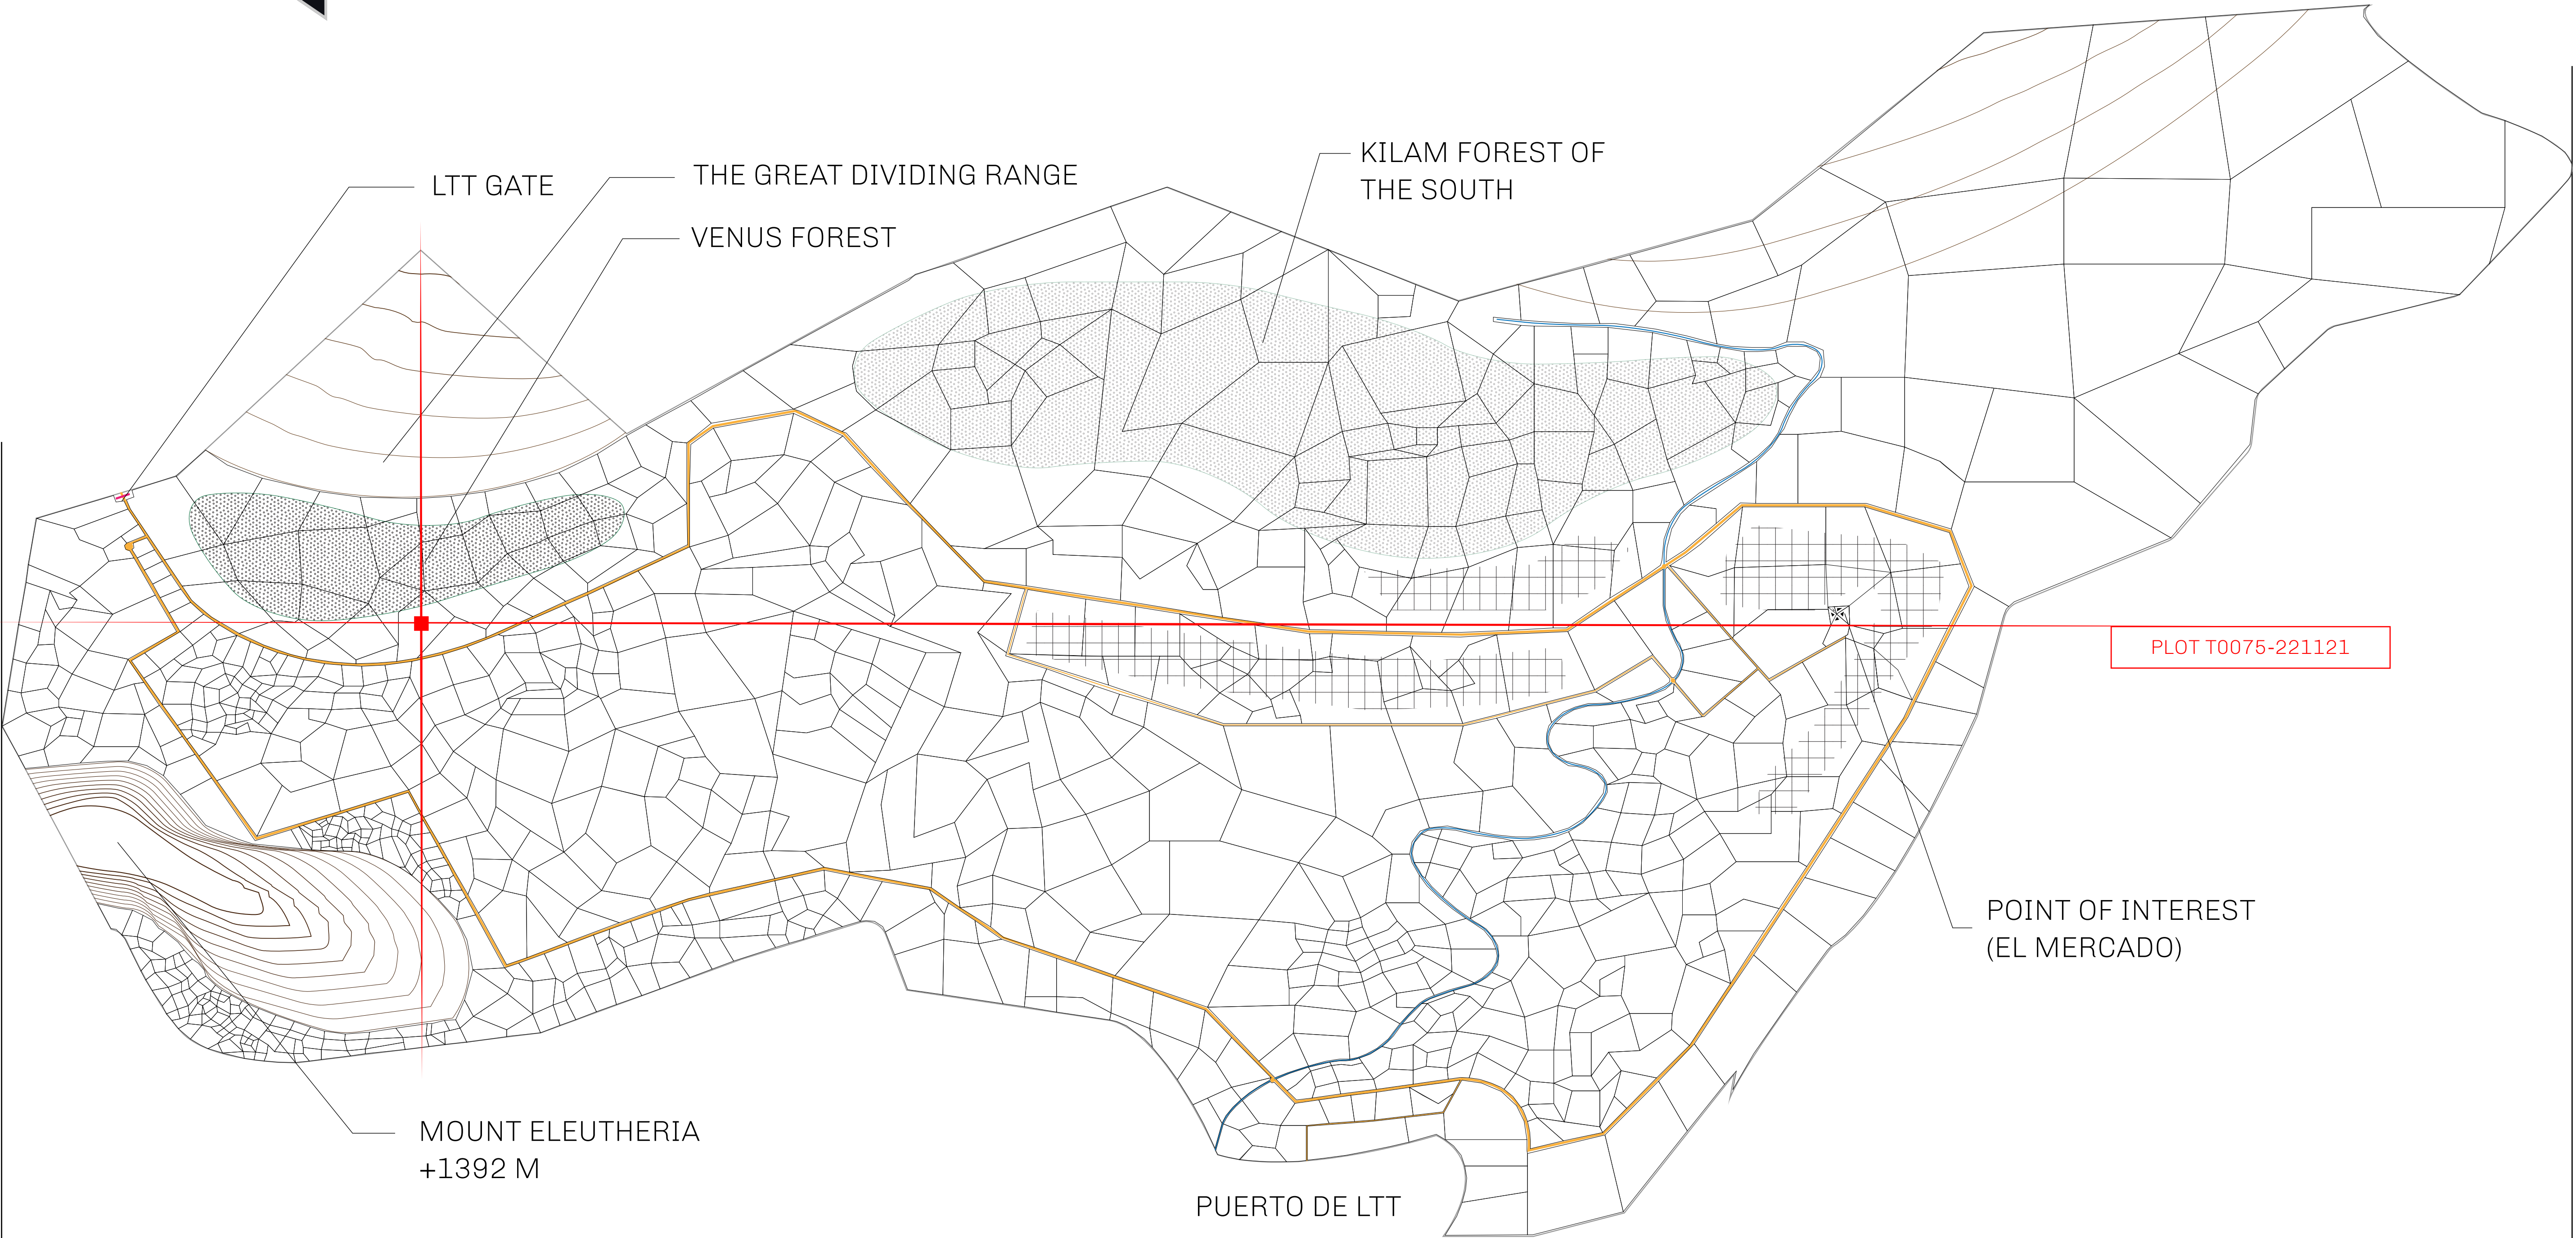 KILAM FOREST OF
THE SOUTH
THE GREAT DIVIDING RANGE
LTT GATE
VENUS FOREST
PLOT T0075-221121
POINT OF INTEREST
(EL MERCADO)
MOUNT ELEUTHERIA
+1392 M
PUERTO DE LTT